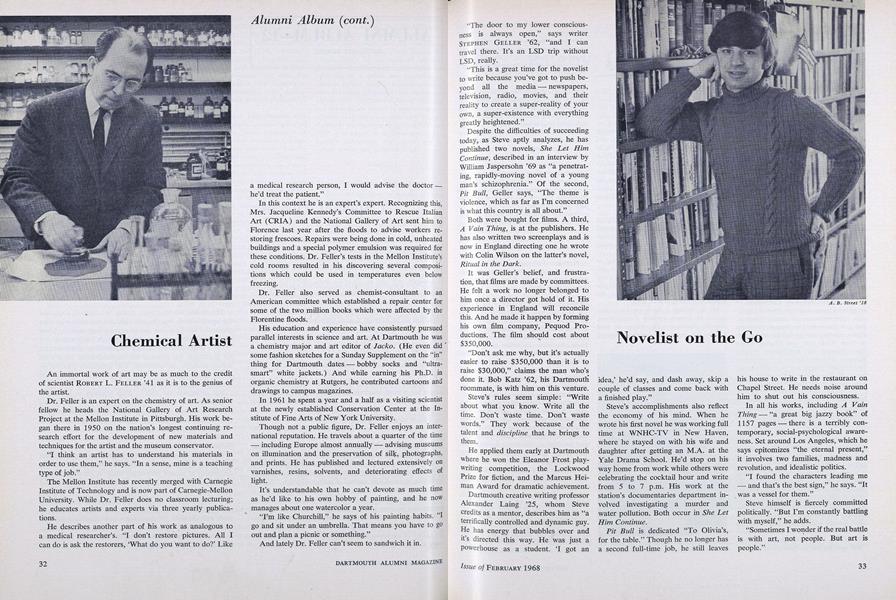 Alumni Album (cont.)
Chemical Artist
An immortal work of art may be as much to the credit
of scientist ROBERT L. FELLER '41 as it is to the genius of
the artist.
Dr. Feller is an expert on the chemistry of art. As senior
fellow he heads the National Gallery of Art Research
Project at the Mellon Institute in Pittsburgh. His work be-
gan there in 1950 on the nation's longest continuing re-
search effort for the development of new materials and
techniques for the artist and the museum conservator.
"I think an artist has to understand his materials in
order to use them," he says. "In a sense, mine is a teaching
type of job."
The Mellon Institute has recently merged with Carnegie
Institute of Technology and is now part of Carnegie-Mellon
University. While Dr. Feller does no classroom lecturing;
he educates artists and experts via three yearly publica-
tions.
He describes another part of his work as analogous to
a medical researcher's. "I don't restore pictures. All I
can do is ask the restorers, 'What do you want to do?' Like
a medical research person, I would advise the doctor —
he'd treat the patient."
In this context he is an expert's expert. Recognizing this,
Mrs. Jacqueline Kennedy's Committee to Rescue Italian
Art (CRIA) and the National Gallery of Art sent him to
Florence last year after the floods to advise workers re-
storing frescoes. Repairs were being done in cold, unheated
buildings and a special polymer emulsion was required for
these conditions. Dr. Feller's tests in the Mellon Institute's
cold rooms resulted in his discovering several composi-
tions which could be used in temperatures even below
freezing.
Dr. Feller also served as chemist-consultant to an
American committee which established a repair center for
some of the two million books which were affected by the
Florentine floods.
His education and experience have consistently pursued
parallel interests in science and art. At Dartmouth he was
a chemistry major and art editor of Jacko. (He even did
some fashion sketches for a Sunday Supplement on the "in"
thing for Dartmouth dates — bobby socks and "ultra-
smart" white jackets.) And while earning his Ph.D. in
organic chemistry at Rutgers, he contributed cartoons and
drawings to campus magazines.
In 1961 he spent a year and a half as a visiting scientist
at the newly established Conservation Center at the In-
stitute of Fine Arts of New York University.
Though not a public figure, Dr. Feller enjoys an inter-
national reputation. He travels about a quarter of the time
— including Europe almost annually — advising museums
on illumination and the preservation of silk, photographs,
and prints. He has published and lectured extensively on
varnishes, resins, solvents, and deteriorating effects of
light.
It's understandable that he can't devote as much time
as he'd like to his own hobby of painting, and he now
manages about one watercolor a year.
"I'm like Churchill," he says of his painting habits. "I
go and sit under an umbrella. That means you have to go
out and plan a picnic or something."
And lately Dr. Feller can't seem to sandwich it in.
32
DARTMOUTH ALUMNI MAGAZINE
"The door to my lower conscious-
ness is always open," says writer
STEPHEN GELLER '62, "and I can
travel there. It's an LSD trip without
LSD, really.
"This is a great time for the novelist
to write because you've got to push be-
yond all the media — newspapers,
television, radio, movies, and their
reality to create a super-reality of your
own, a super-existence with everything
greatly heightened."
Despite the difficulties of succeeding
today, as Steve aptly analyzes, he has
published two novels, She Let Him
Continue, described in an interview by
William Jaspersohn '69 as "a penetrat-
ing, rapidly-moving novel of a young
man's schizophrenia." Of the second,
Pit Bull, Geller says, "The theme is
violence, which as far as I'm concerned
is what this country is all about."
Both were bought for films. A third,
A Vain Thing, is at the publishers. He
has also written two screenplays and is
now in England directing one he wrote
with Colin Wilson on the latter's novel,
Ritual in the Dark.
It was Geller's belief, and frustra-
tion, that films are made by committees.
He felt a work no longer belonged to
him once a director got hold of it. His
experience in England will reconcile
this. And he made it happen by forming
his own film company, Pequod Pro-
ductions. The film should cost about
$350,000.
"Don't ask me why, but it's actually
easier to raise $350,000 than it is to
raise $30,000," claims the man who's
done it. Bob Katz '62, his Dartmouth
roommate, is with him on this venture.
Steve's rules seem simple: "Write
about what you know. Write all the
time. Don't waste time. Don't waste
words." They work because of the
talent and discipline that he brings to
them.
He applied them early at Dartmouth
where he won the Eleanor Frost play-
writing competition, the Lockwood
Prize for fiction, and the Marcus Hei-
man Award for dramatic achievement.
Dartmouth creative writing professor
Alexander Laing '25, whom Steve
credits as a mentor, describes him as "a
terrifically controlled and dynamic guy.
He has energy that bubbles over and
it's directed this way. He was just a
powerhouse as a student. 'I got an
A. B. Street '18
Novelist on the Go
idea,' he'd say, and dash away, skip a
couple of classes and come back with
a finished play."
Steve's accomplishments also reflect
the economy of his mind. When he
wrote his first novel he was working full
time at WNHC-TV in New Haven,
where he stayed on with his wife and
daughter after getting an M.A. at the
Yale Drama School. He'd stop on his
way home from work while others were
celebrating the cocktail hour and write
from 5 to 7 p.m. His work at the
station's documentaries department in-
volved investigating a murder and
water pollution. Both occur in She Let
Him Continue.
Pit Bull is dedicated "To Olivia's,
for the table." Though he no longer has
a second full-time job, he still leaves
his house to write in the restaurant on
Chapel Street. He needs noise around
him to shut out his consciousness.
In all his works, including A Vain
Thing — "a great big jazzy book" of
1157 pages — there is a terribly con-
temporary, social-psychological aware-
ness. Set around Los Angeles, which he
says epitomizes "the eternal present,"
it involves two families, madness and
revolution, and idealistic politics.
"I found the characters leading me
— and that's the best sign," he says. "It
was a vessel for them."
Steve himself is fiercely committed
politically. "But I'm constantly battling
with myself," he adds.
"Sometimes I wonder if the real battle
is with art, not people. But art is
people."
Issue of FEBRUARY 1968
33